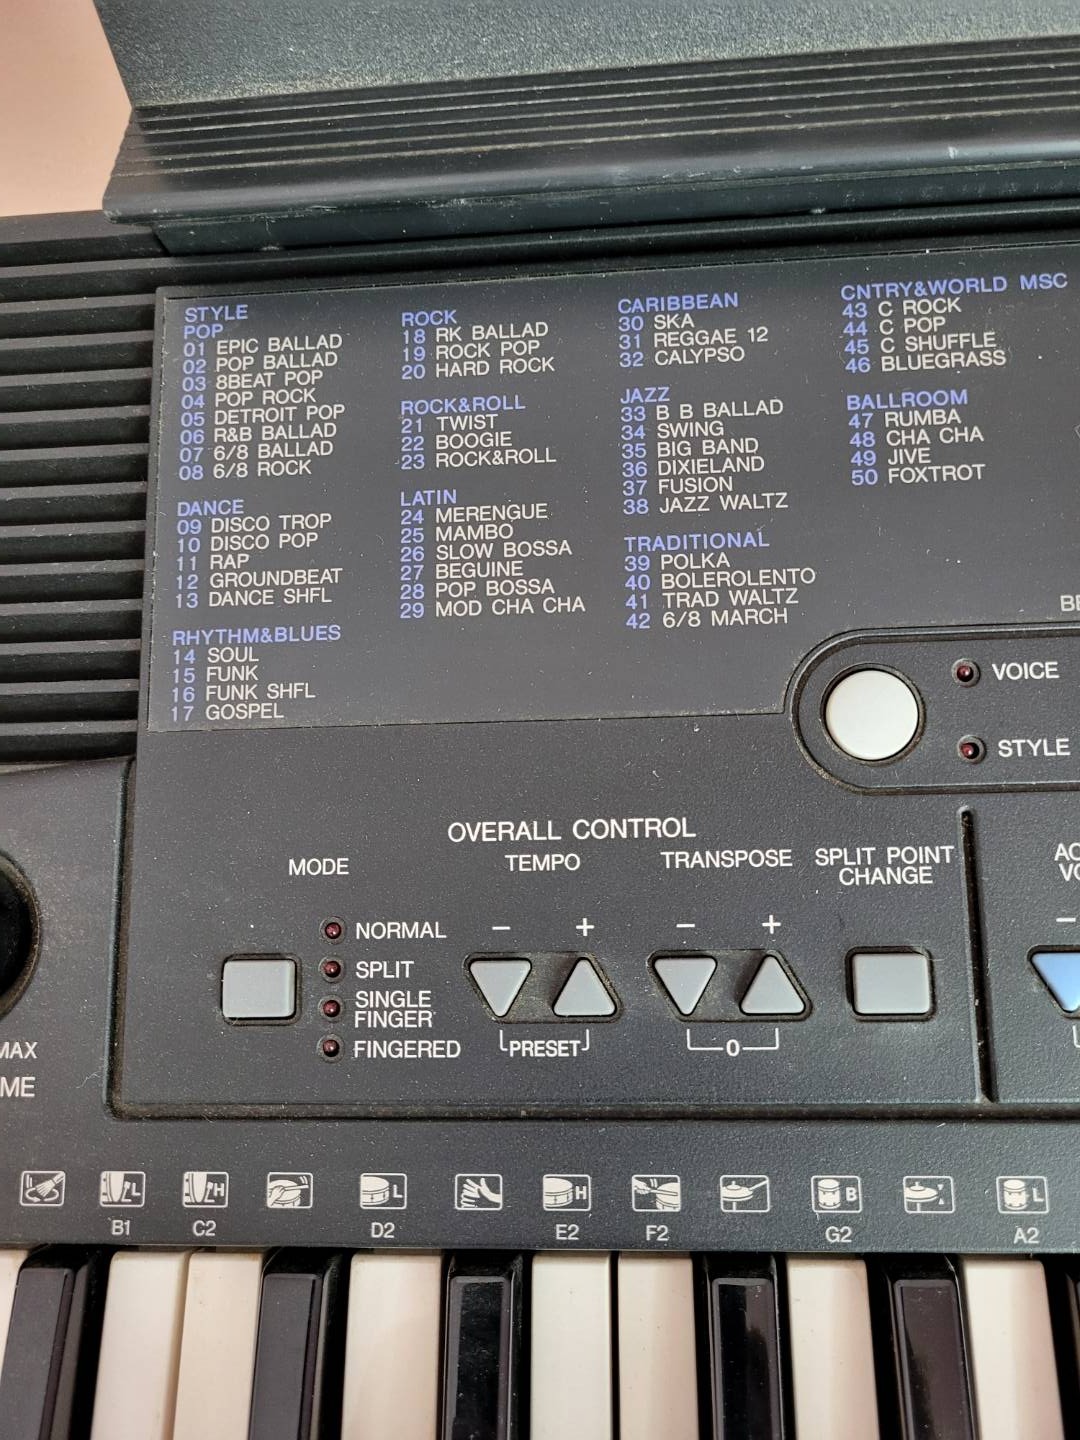 STYLE
POP
01 EPIC BALLAD
02 POP BALLAD
03 8BEAT POP
04 POP ROCK
05 DETROIT POP
06 R&B BALLAD
07 6/8 BALLAD
08 6/8 ROCK
DANCE
09 DISCO TROP
10 DISCO POP
11 RAP
12 GROUNDBEAT
13 DANCE SHFL
RHYTHM&BLUES
14 SOUL
15 FUNK
16 FUNK SHFL
17 GOSPEL
ROCK
18 RK BALLAD
19 ROCK POP
20 HARD ROCK
ROCK&ROLL
21 TWIST
22 BOOGIE
23 ROCK&ROLL
LATIN
24 MERENGUE
25 MAMBO
26 SLOW BOSSA
27 BEGUINE
28 POP BOSSA
29 MOD CHA CHA
CARIBBEAN
30 SKA
31 REGGAE 12
32 CALYPSO
JAZZ
33 B B BALLAD
34 SWING
35 BIG BAND
36 DIXIELAND
37 FUSION
38 JAZZ WALTZ
TRADITIONAL
39 POLKA
40 BOLEROLENTO
41 TRAD WALTZ
42 6/8 MARCH
CNTRY&WORLD MSC
43 C ROCK
44 C POP
45 C SHUFFLE
46 BLUEGRASS
BALLROOM
47 RUMBA
48 CHA CHA
49 JIVE
50 FOXTROT
VOICE
STYLE
OVERALL CONTROL
MODE
NORMAL
SPLIT
SINGLE
FINGER
FINGERED
TEMPO
− +
PRESET
TRANSPOSE
− +
0
SPLIT POINT
CHANGE
−
MAX
L H L H B L
B1 C2 D2 E2 F2 G2 A2